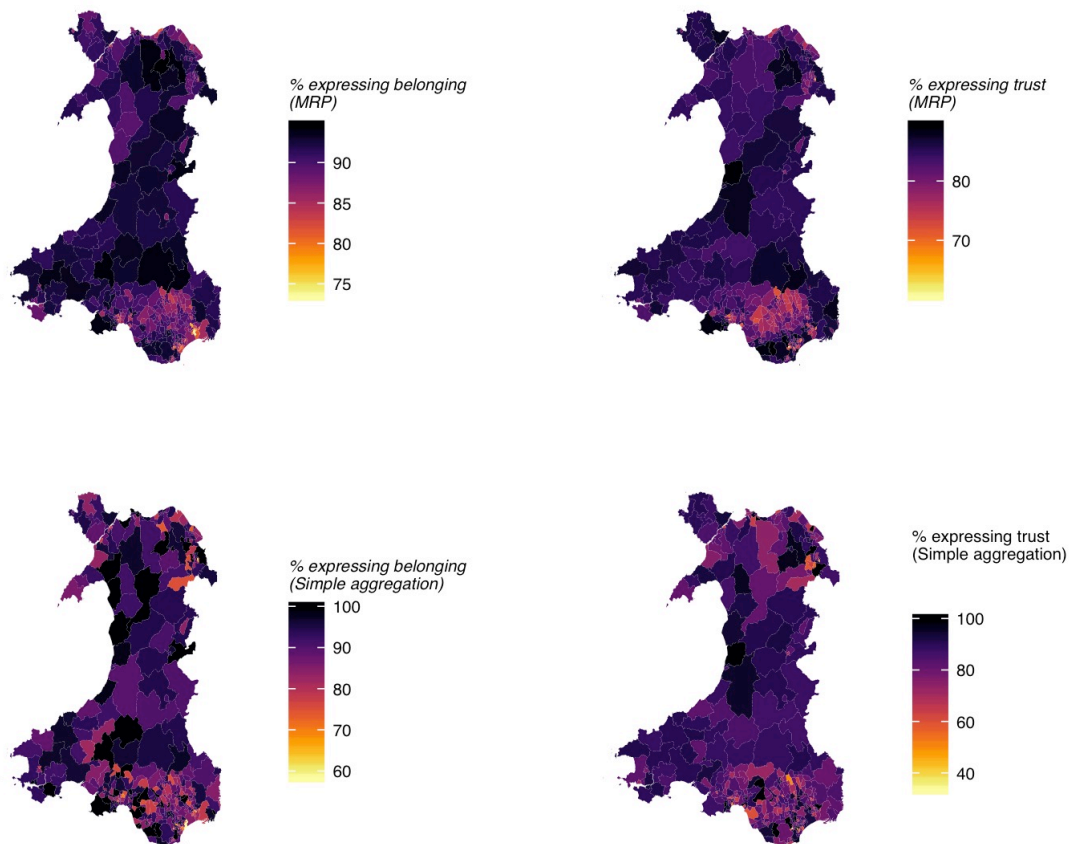 % expressing belonging
(MRP)
90
85
80
75
% expressing trust
(MRP)
80
70
% expressing belonging
(Simple aggregation)
100
90
80
70
60
% expressing trust
(Simple aggregation)
100
80
60
40